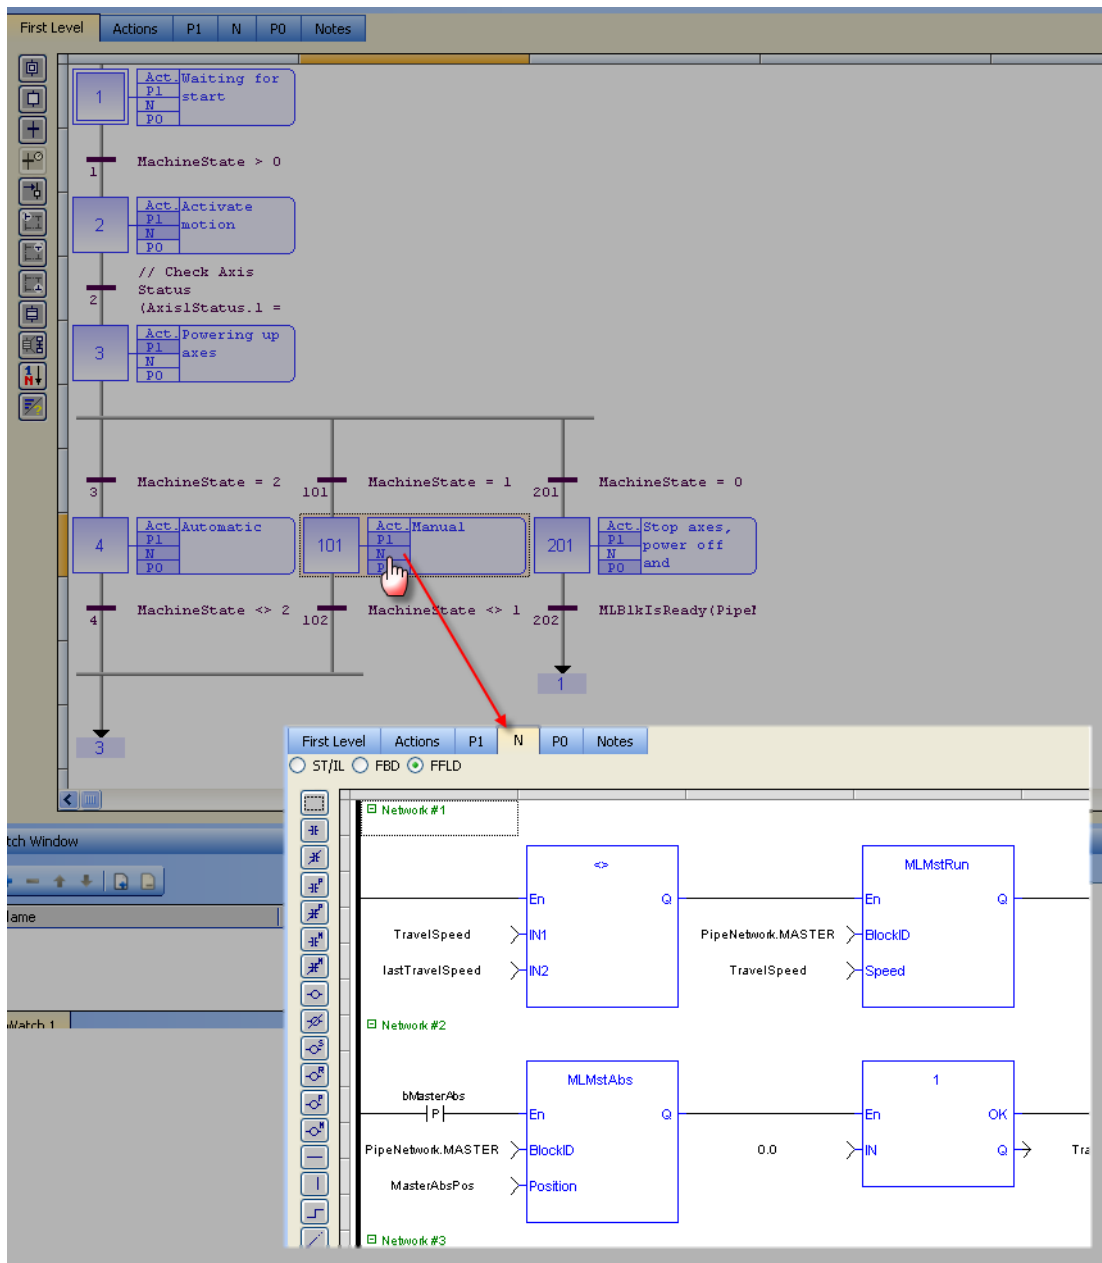 First Level Actions P1 N P0 Notes
1 Act. Waiting for
P1 start
N
P0
1 MachineState > 0
2 Act. Activate
P1 motion
N
P0
// Check Axis
2 Status
(Axis1Status.1 =
3 Act. Powering up
P1 axes
N
P0
3 MachineState = 2 101 MachineState = 1 201 MachineState = 0
4 Act. Automatic 101 Act. Manual 201 Act. Stop axes,
P1 P1 P1 power off
N N N and
P0 P P0
4 MachineState <> 2 102 MachineState <> 1 202 MLBlkIsReady(Pipe
1
3
First Level Actions P1 N P0 Notes
ST/IL FBD FFLD
Network #1
<> MLMstRun
En Q En Q
TravelSpeed IN1 PipeNetwork.MASTER BlockID
lastTravelSpeed IN2 TravelSpeed Speed
Network #2
MLMstAbs 1
bMasterAbs
P En Q En OK
PipeNetwork.MASTER BlockID 0.0 IN Q Tra
MasterAbsPos Position
Network #3
tch Window
lame
Watch 1